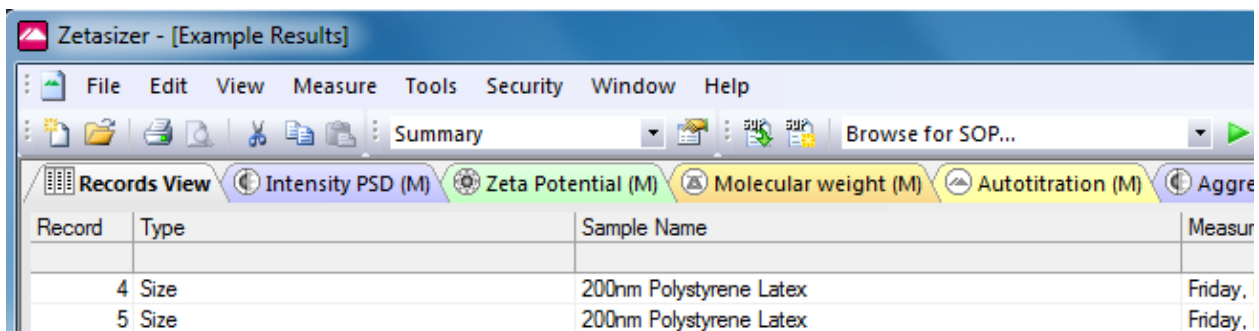 Zetasizer - [Example Results]
File Edit View Measure Tools Security Window Help
Summary Browse for SOP...
Records View Intensity PSD (M) Zeta Potential (M) Molecular weight (M) Autotitration (M) Aggre
Record Type Sample Name Measur
4 Size 200nm Polystyrene Latex Friday,
5 Size 200nm Polystyrene Latex Friday,